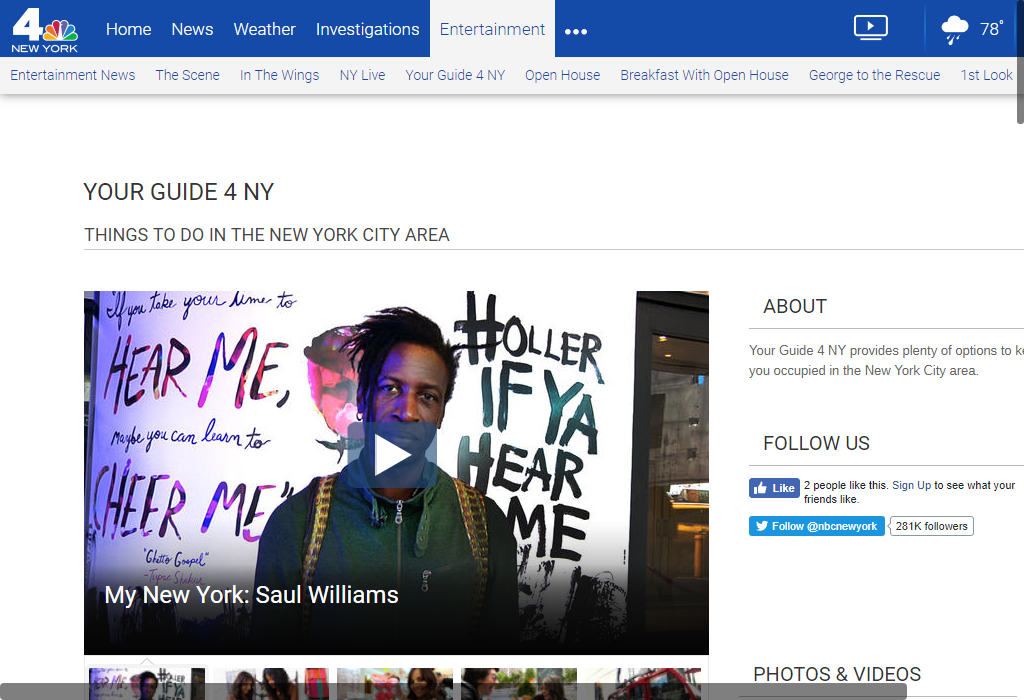 4
NEW YORK
Home News Weather Investigations Entertainment •••
78°
Entertainment News The Scene In The Wings NY Live Your Guide 4 NY Open House Breakfast With Open House George to the Rescue 1st Look
YOUR GUIDE 4 NY
THINGS TO DO IN THE NEW YORK CITY AREA
If you take your time to
HEAR ME,
Maybe you can learn to
CHEER ME"
"Ghetto Gospel"
-Tupac Shakur
#HOLLER
IF YA
HEAR
ME
My New York: Saul Williams
ABOUT
Your Guide 4 NY provides plenty of options to
you occupied in the New York City area.
FOLLOW US
Like 2 people like this. Sign Up to see what your
friends like.
Follow @nbcnewyork 281K followers
PHOTOS & VIDEOS